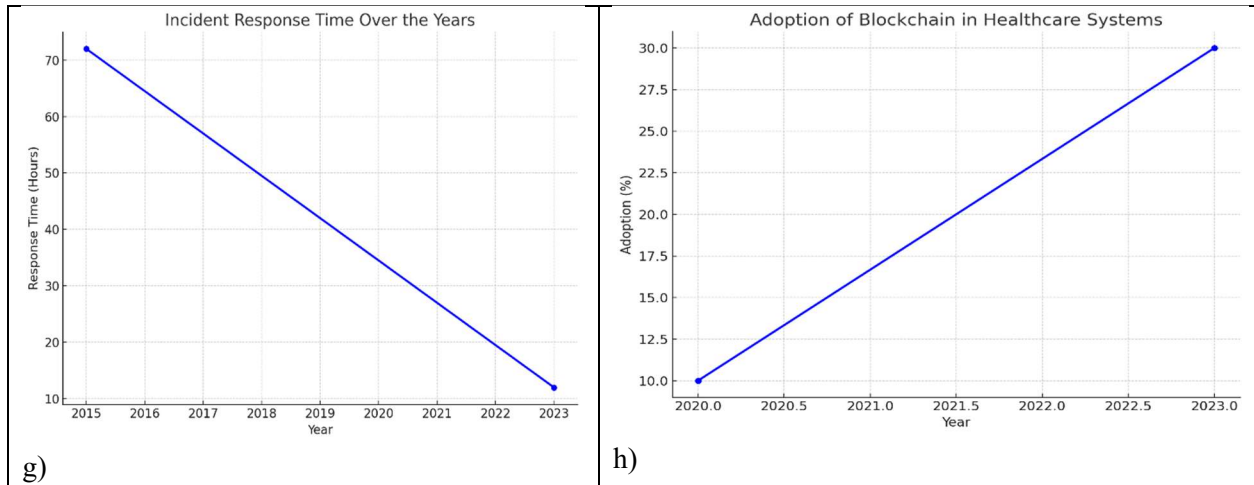 Incident Response Time Over the Years
70
60
50
40
30
20
10
Response Time (Hours)
2015 2016 2017 2018 2019 2020 2021 2022 2023
Year
g)
Adoption of Blockchain in Healthcare Systems
30.0
27.5
25.0
22.5
20.0
17.5
15.0
12.5
10.0
Adoption (%)
2020.0 2020.5 2021.0 2021.5 2022.0 2022.5 2023.0
Year
h)